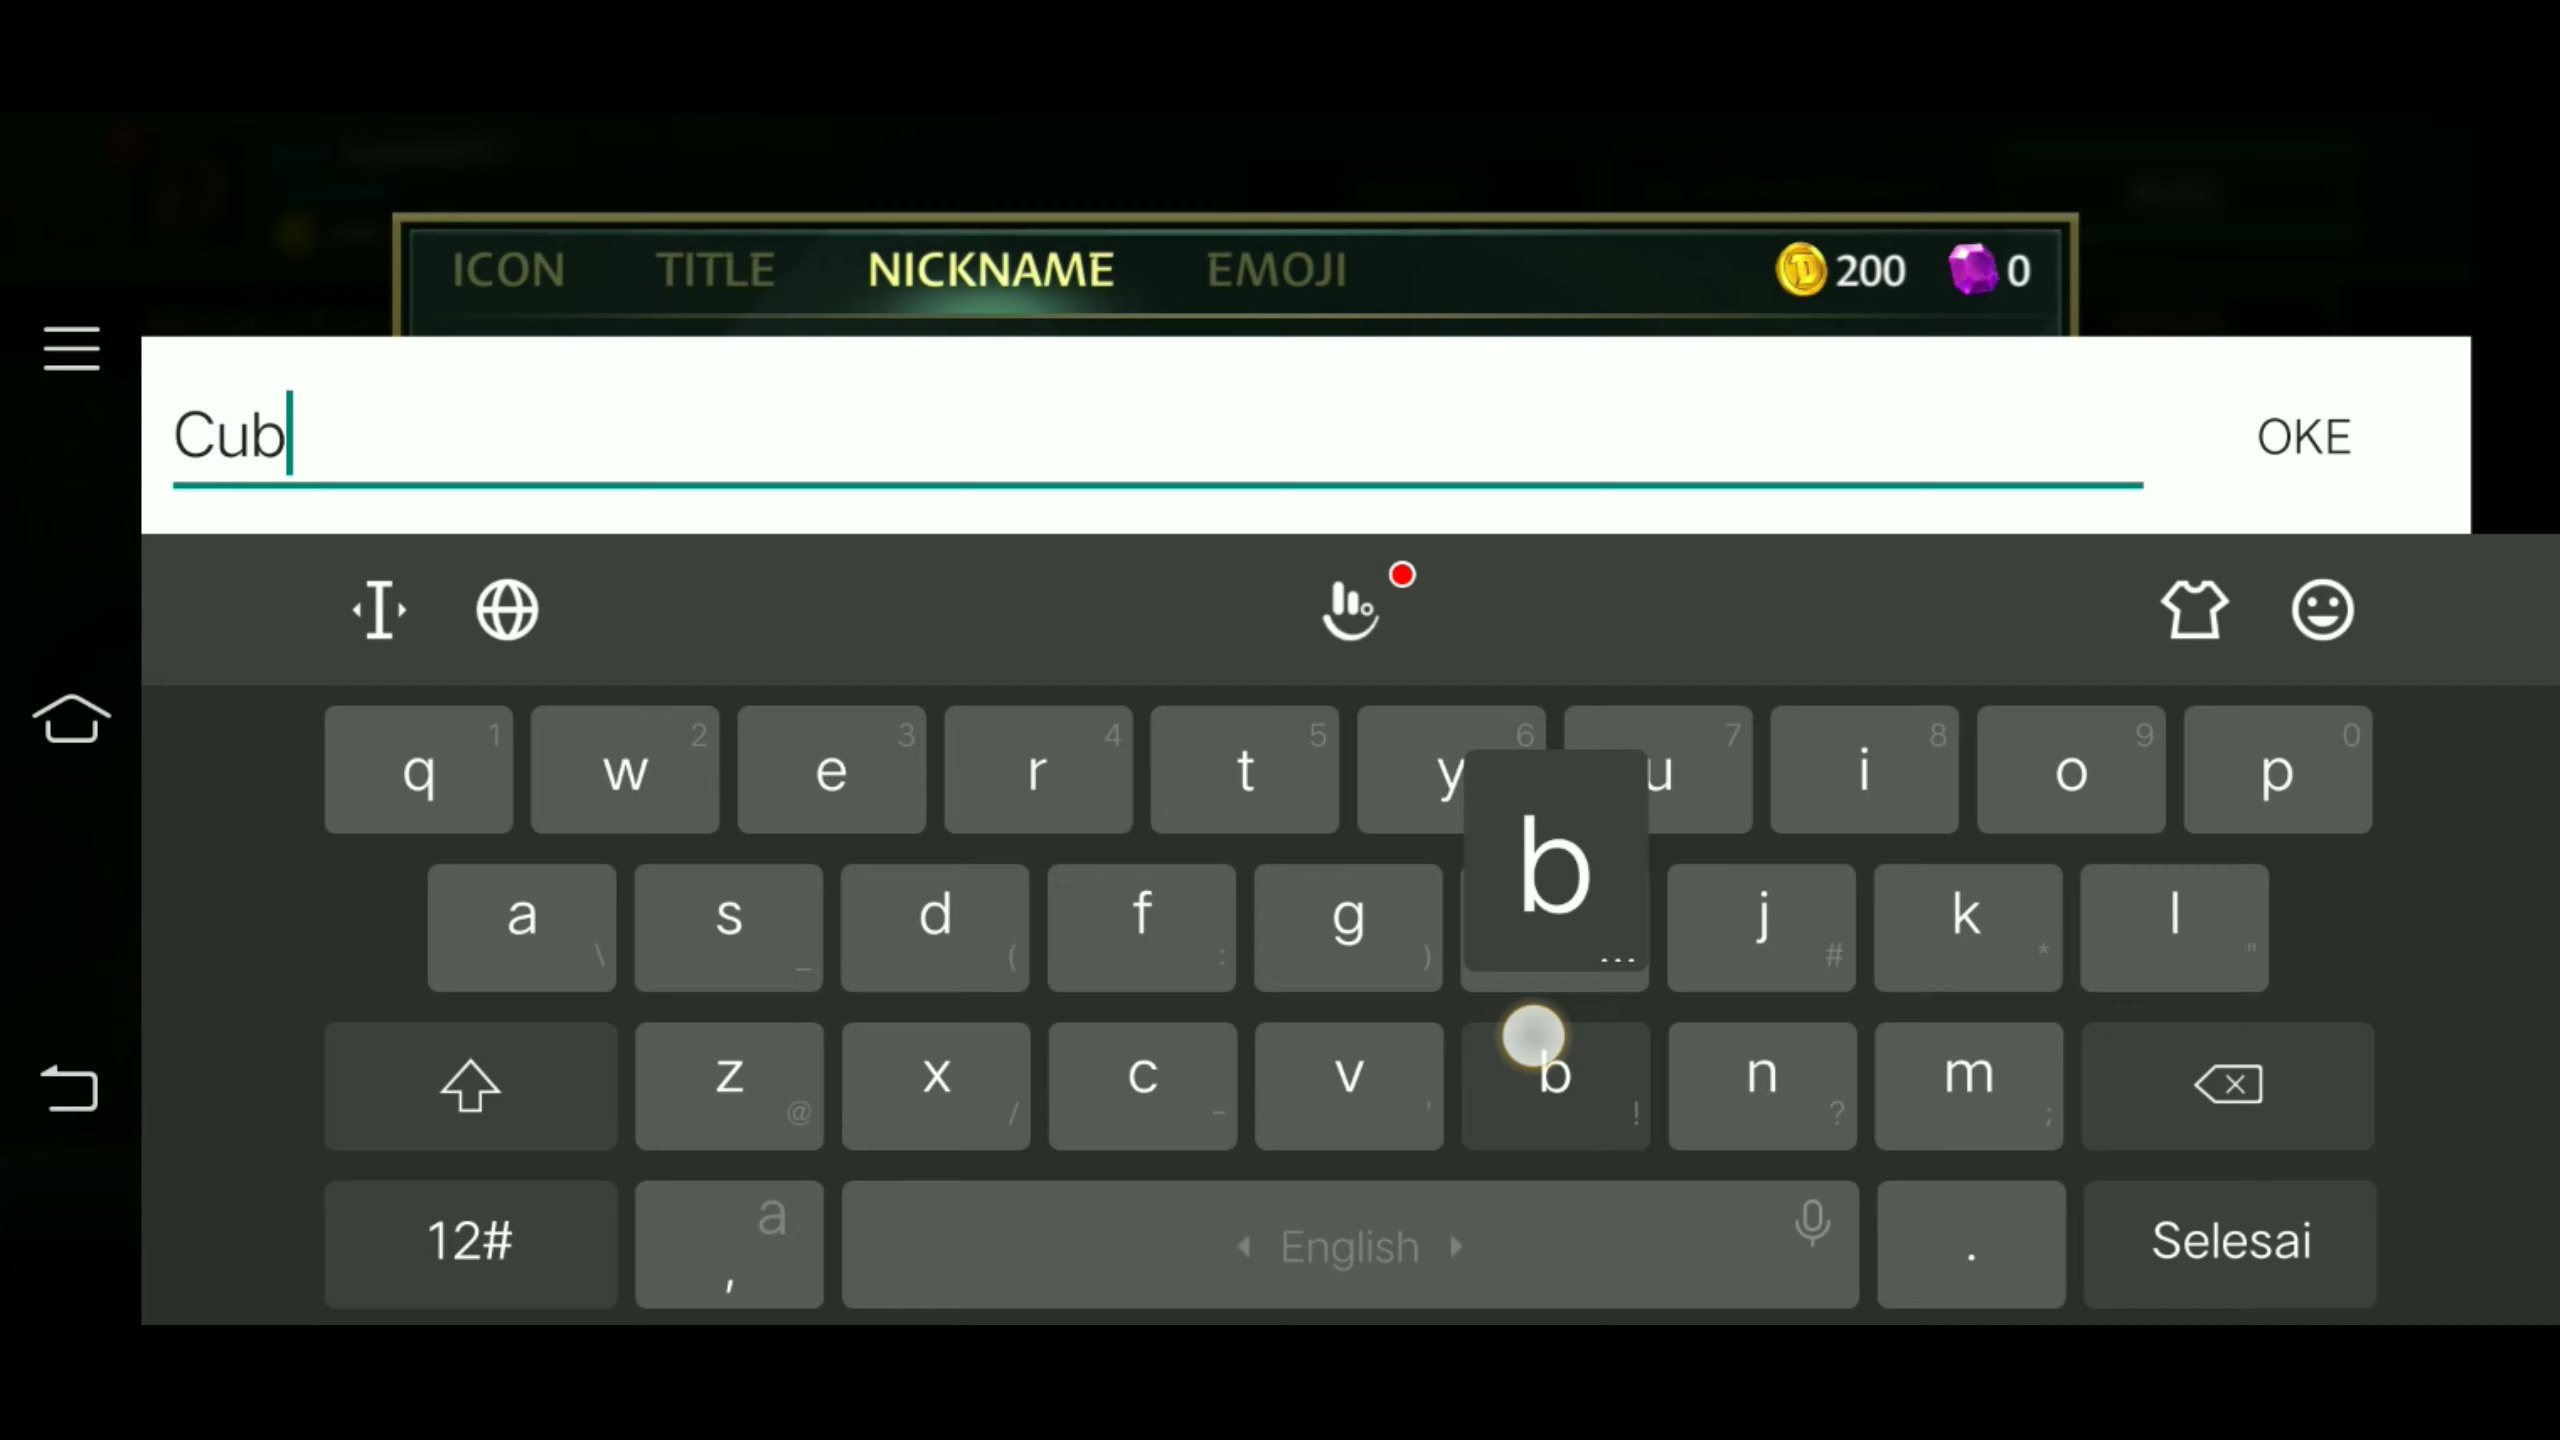 ICON TITLE NICKNAME EMOJI 200 0
Cub OKE
1 2 3 4 5 6 7 8 9 0
q w e r t y u i o p
b
a s d f g j k l
\ _ ( : ) ... # * "
z x c v b n m
@ / - ' ! ? ;
12# a , English . Selesai